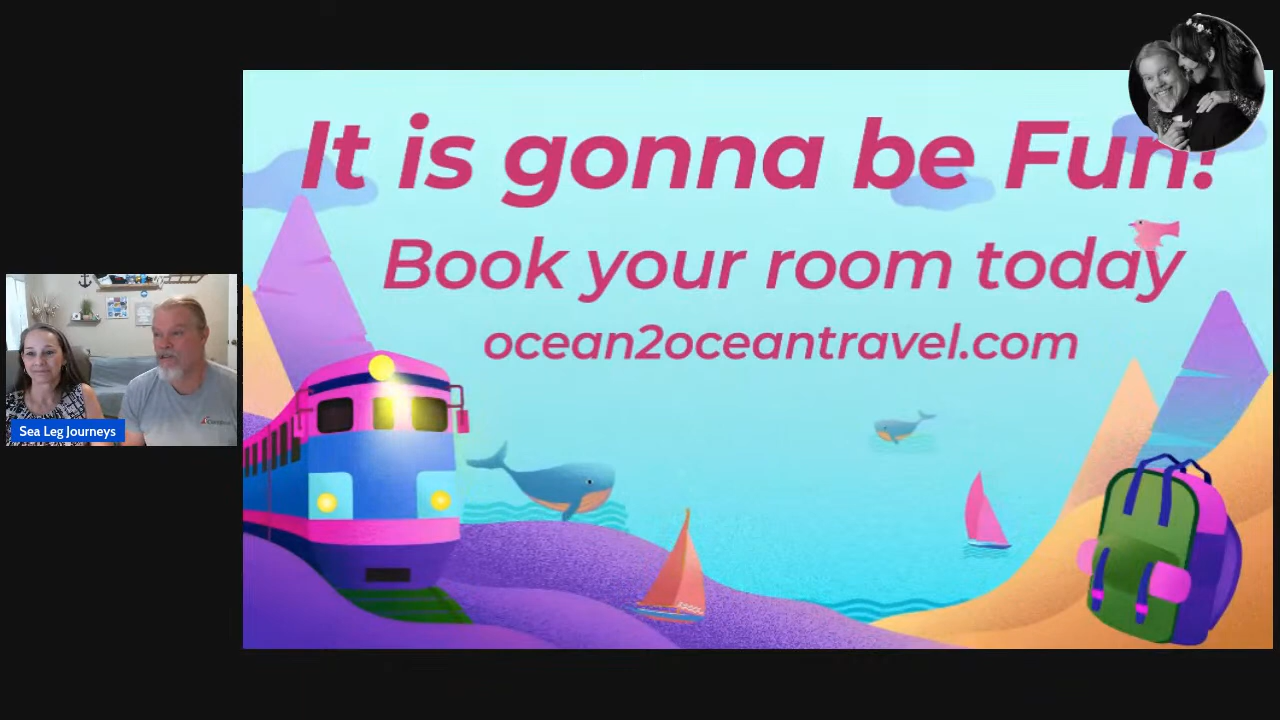 It is gonna be Fun!
Book your room today
ocean2oceantravel.com
Sea Leg Journeys